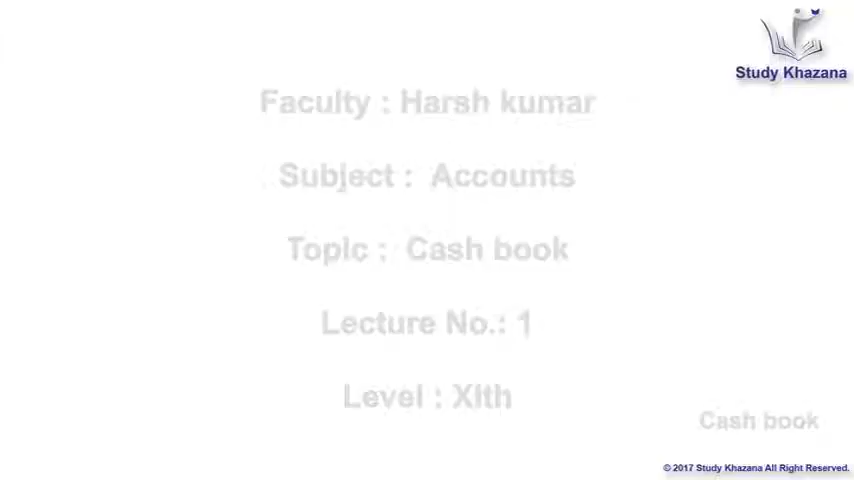 Study Khazana
Faculty : Harsh kumar
Subject : Accounts
Topic : Cash book
Lecture No.: 1
Level : XIth
Cash book
© 2017 Study Khazana All Right Reserved.